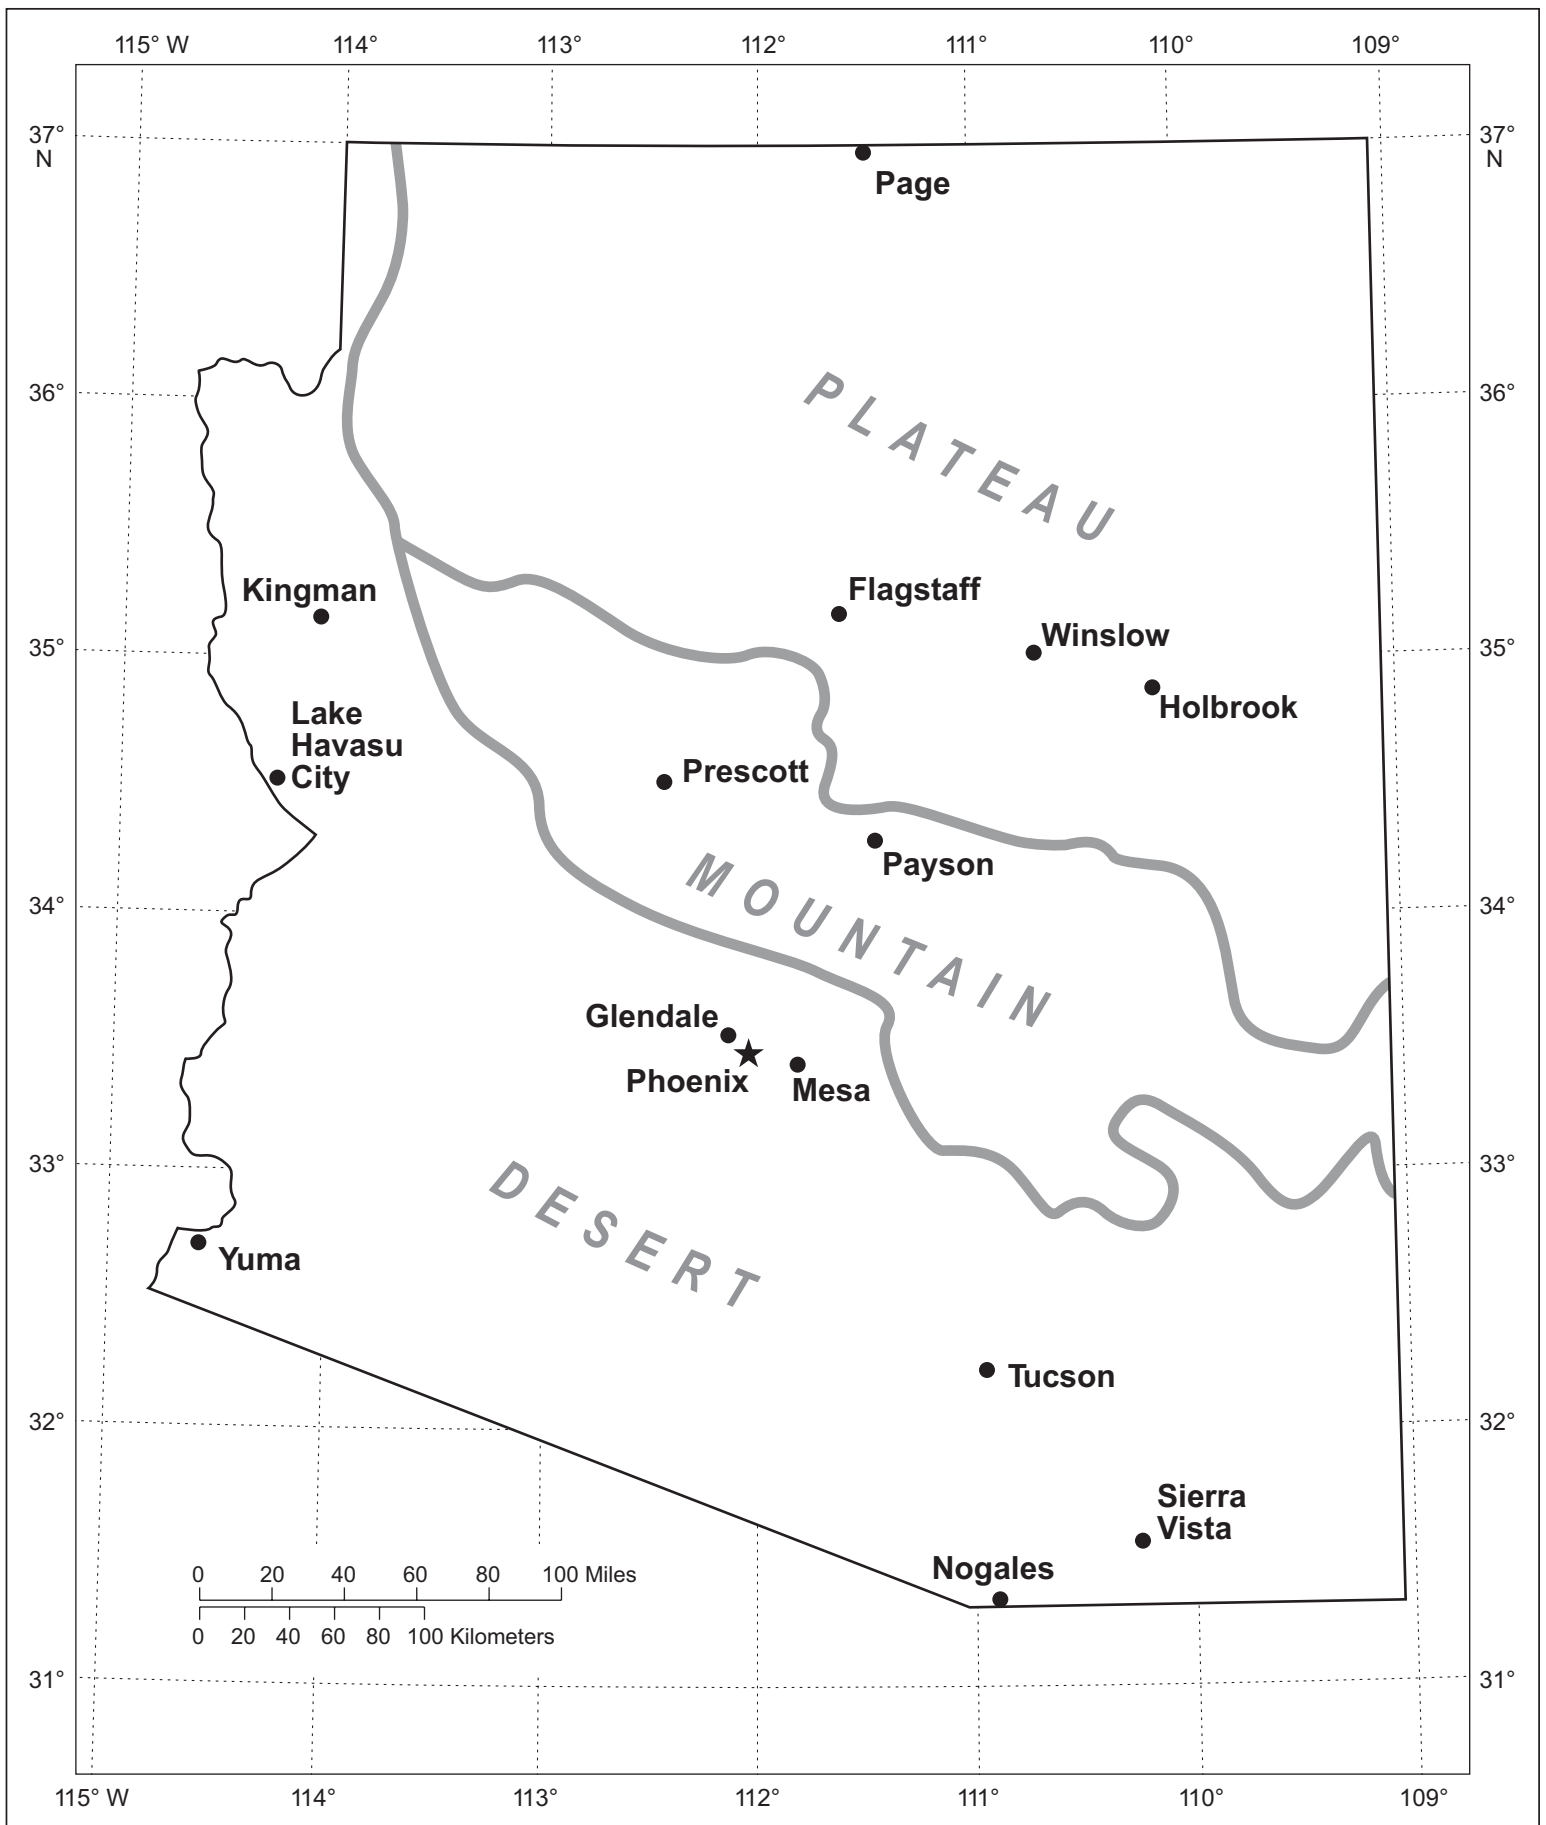 115° W 114° 113° 112° 111° 110° 109°
37° 37°
N N
Page
PLATEAU
36° 36°
Kingman
Flagstaff
Winslow
35° 35°
Holbrook
Lake
Havasu
City
Prescott
Payson
MOUNTAIN
34° 34°
Glendale
Phoenix
Mesa
33° 33°
DESERT
Yuma
Tucson
32° 32°
Sierra
Vista
Nogales
0 20 40 60 80 100 Miles
0 20 40 60 80 100 Kilometers
31° 31°
115° W 114° 113° 112° 111° 110° 109°